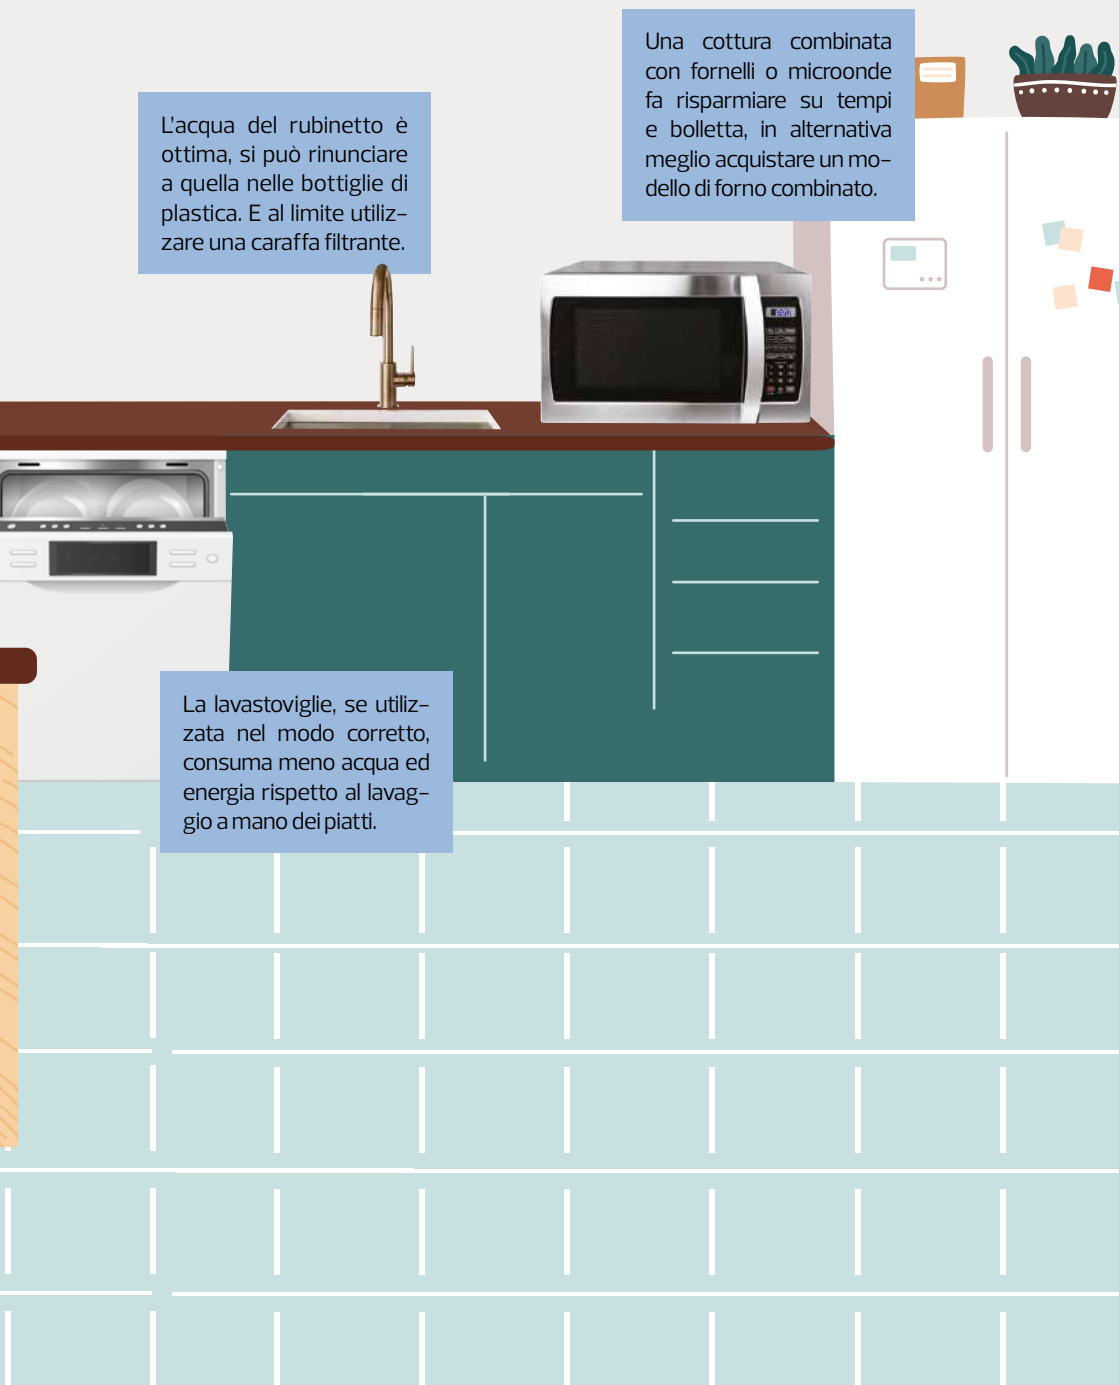 L’acqua del rubinetto è
ottima, si può rinunciare
a quella nelle bottiglie di
plastica. E al limite utiliz-
zare una caraffa filtrante.
Una cottura combinata
con fornelli o microonde
fa risparmiare su tempi
e bolletta, in alternativa
meglio acquistare un mo-
dello di forno combinato.
La lavastoviglie, se utiliz-
zata nel modo corretto,
consuma meno acqua ed
energia rispetto al lavag-
gio a mano dei piatti.